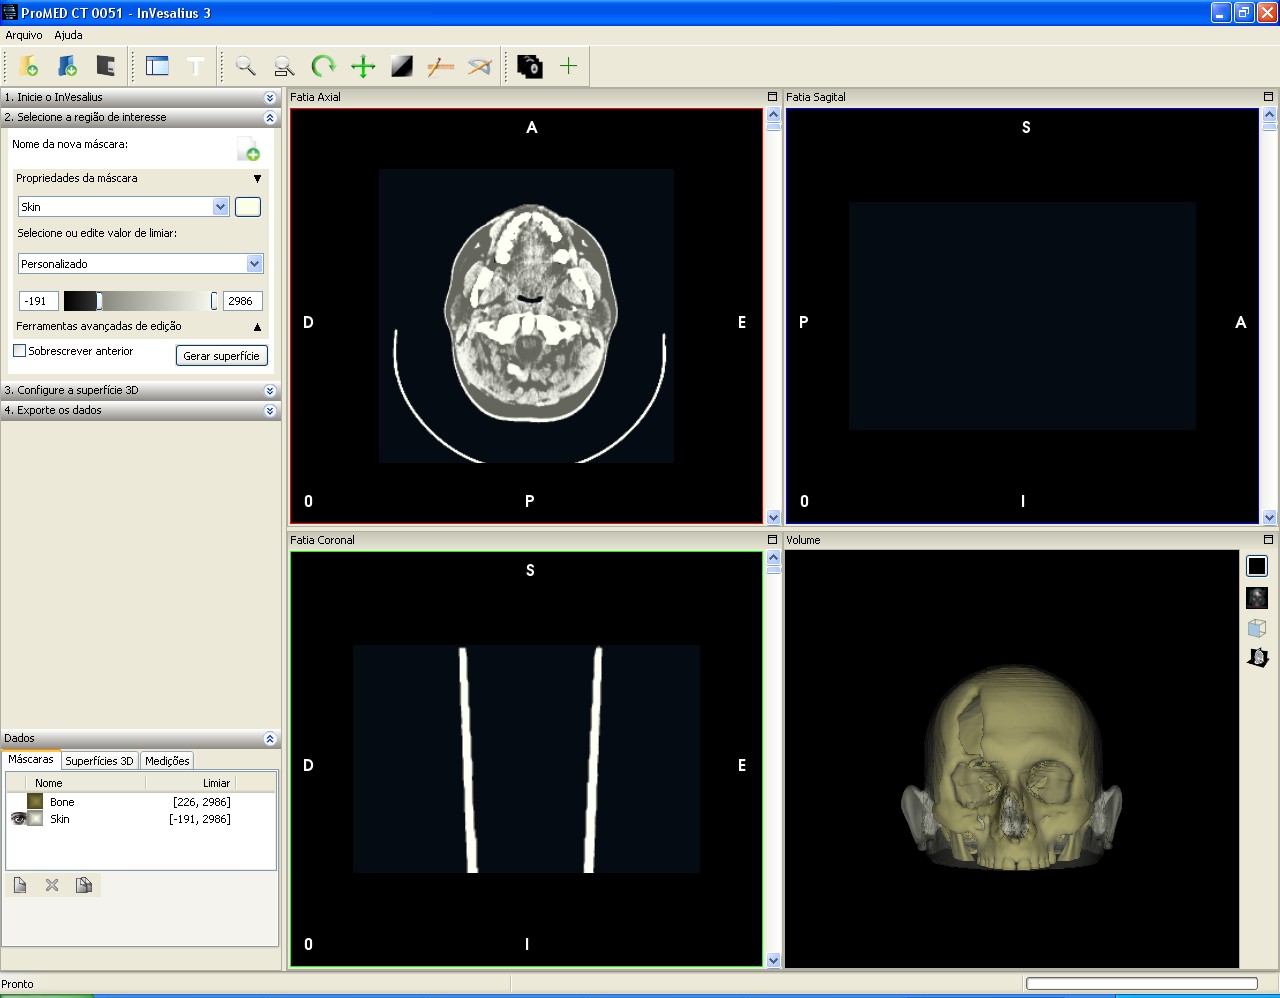 ProMED CT 0051 - InVesalius 3
Arquivo Ajuda
T
1. Inicie o InVesalius
2. Selecione a região de interesse
Nome da nova máscara:
Propriedades da máscara
Skin
Selecione ou edite valor de limiar:
Personalizado
-191 2986
Ferramentas avançadas de edição
Sobrescrever anterior Gerar superfície
3. Configure a superfície 3D
4. Exporte os dados
Dados
Máscaras Superfícies 3D Medições
Nome Limiar
Bone [226, 2986]
Skin [-191, 2986]
Fatia Axial
A
D E
0 P
Fatia Sagital
S
P A
0 I
Fatia Coronal
S
D E
0 I
Volume
Pronto